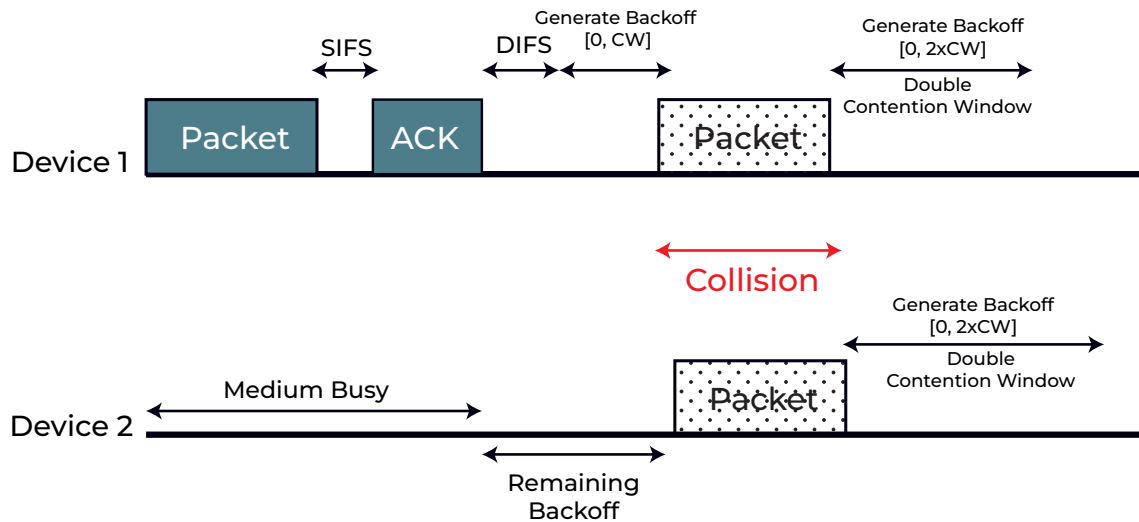 Generate Backoff
[0, CW]
Generate Backoff
[0, 2xCW]
SIFS
DIFS
Double
Contention Window
Packet
ACK
Packet
Device 1
Collision
Generate Backoff
[0, 2xCW]
Double
Contention Window
Medium Busy
Packet
Device 2
Remaining
Backoff